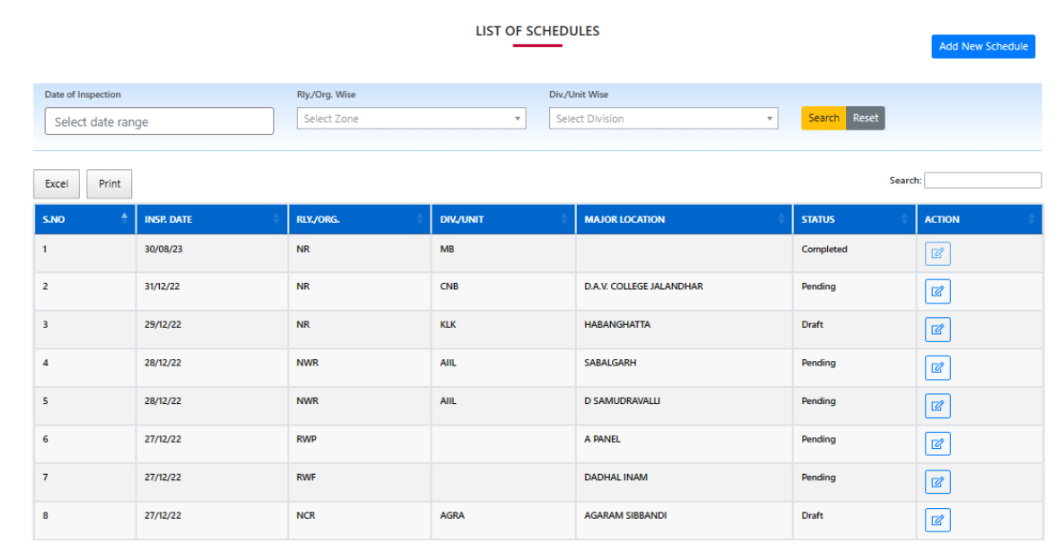 LIST OF SCHEDULES
Add New Schedule
Date of Inspection Rly./Org. Wise Div./Unit Wise
Select date range Select Zone Select Division Search Reset
Excel Print Search:
S.NO INSP. DATE RLY./ORG. DIV./UNIT MAJOR LOCATION STATUS ACTION
1 30/08/23 NR MB Completed
2 31/12/22 NR CNB D.A.V. COLLEGE JALANDHAR Pending
3 29/12/22 NR KLK HABANGHATTA Draft
4 28/12/22 NWR AIIL SABALGARH Pending
5 28/12/22 NWR AIIL D SAMUDRAVALLI Pending
6 27/12/22 RWP A PANEL Pending
7 27/12/22 RWF DADHAL INAM Pending
8 27/12/22 NCR AGRA AGARAM SIBBANDI Draft